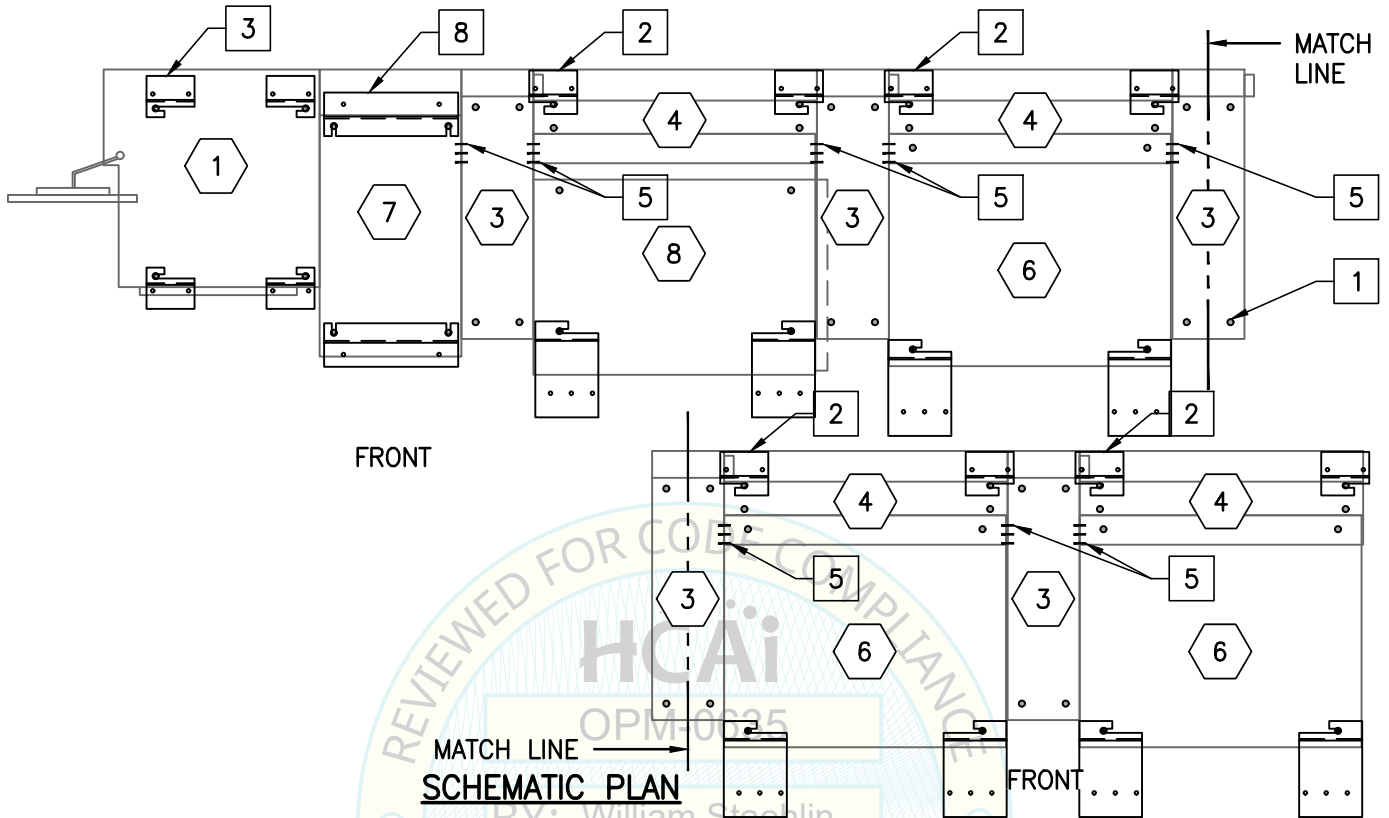 3
8
2
2
MATCH
LINE
4
4
1
5
5
5
7
3
3
3
8
6
1
2
2
FRONT
4
4
5
5
3
3
6
6
REVIEWED FOR CODE COMPLIANCE
HCAi
OPM-0635
MATCH LINE
FRONT
SCHEMATIC PLAN
BY: William Staehlin